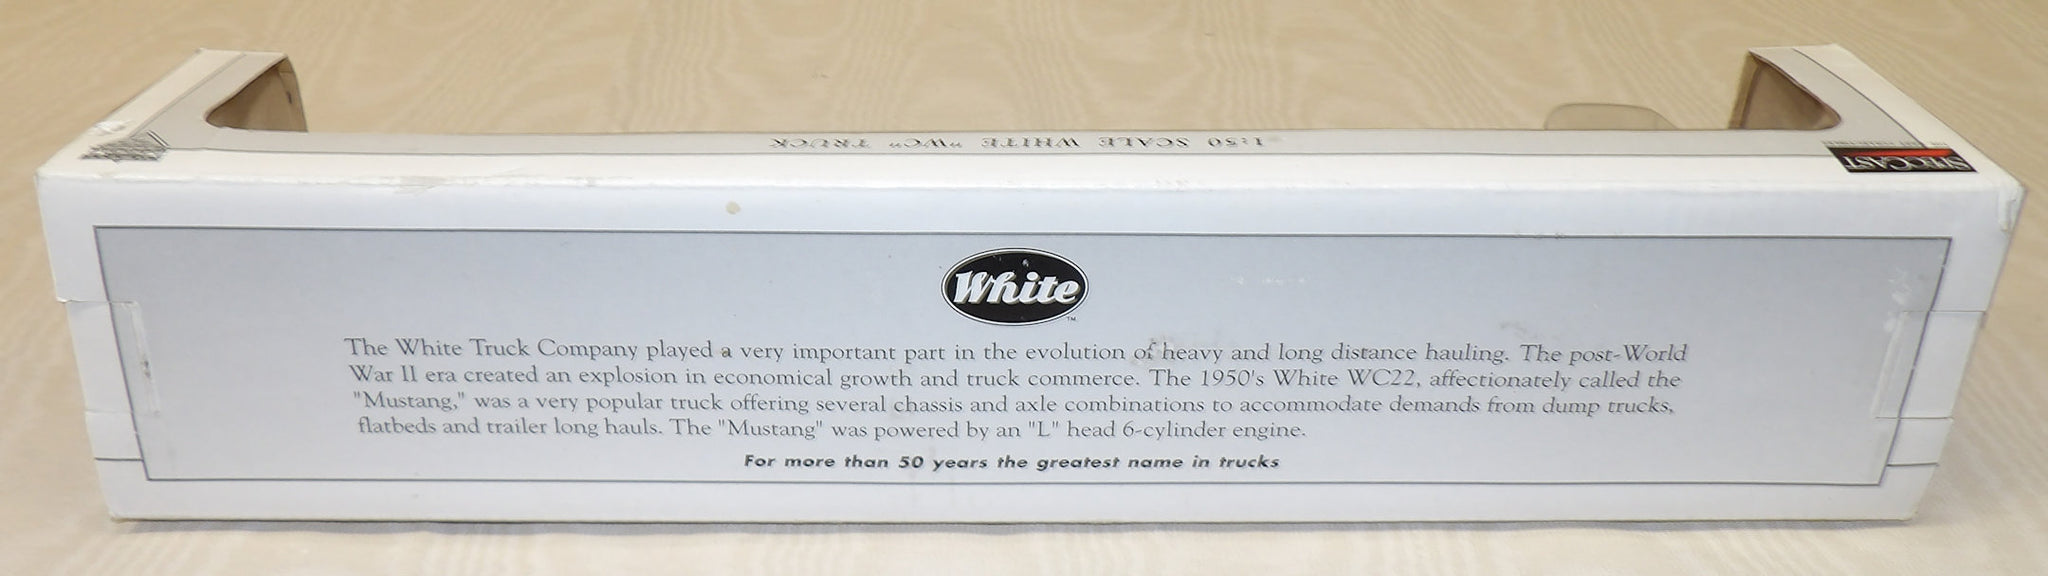 1:50 SCALE WHITE "WC" TRUCK
SPECCAST
White
TM
The White Truck Company played a very important part in the evolution of heavy and long distance hauling. The post-World
War II era created an explosion in economical growth and truck commerce. The 1950's White WC22, affectionately called the
"Mustang," was a very popular truck offering several chassis and axle combinations to accommodate demands from dump trucks,
flatbeds and trailer long hauls. The "Mustang" was powered by an "L" head 6-cylinder engine.
For more than 50 years the greatest name in trucks